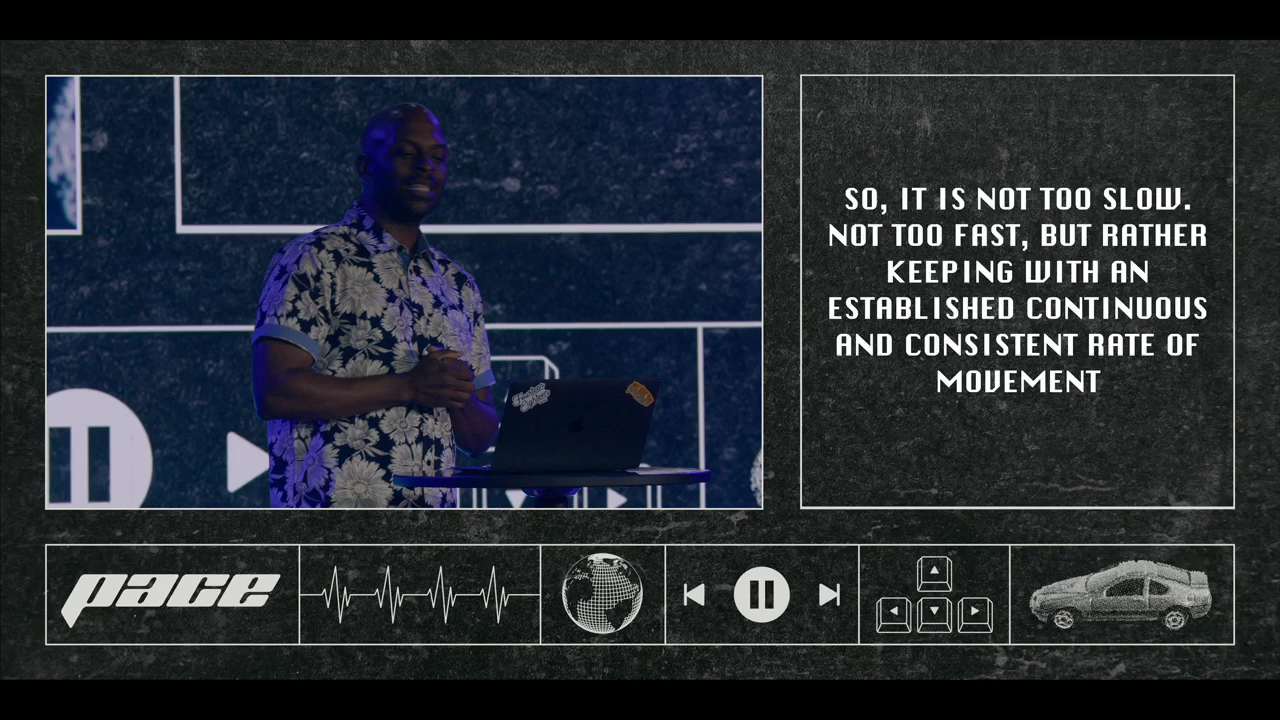 SO, IT IS NOT TOO SLOW.
NOT TOO FAST, BUT RATHER
KEEPING WITH AN
ESTABLISHED CONTINUOUS
AND CONSISTENT RATE OF
MOVEMENT
pace